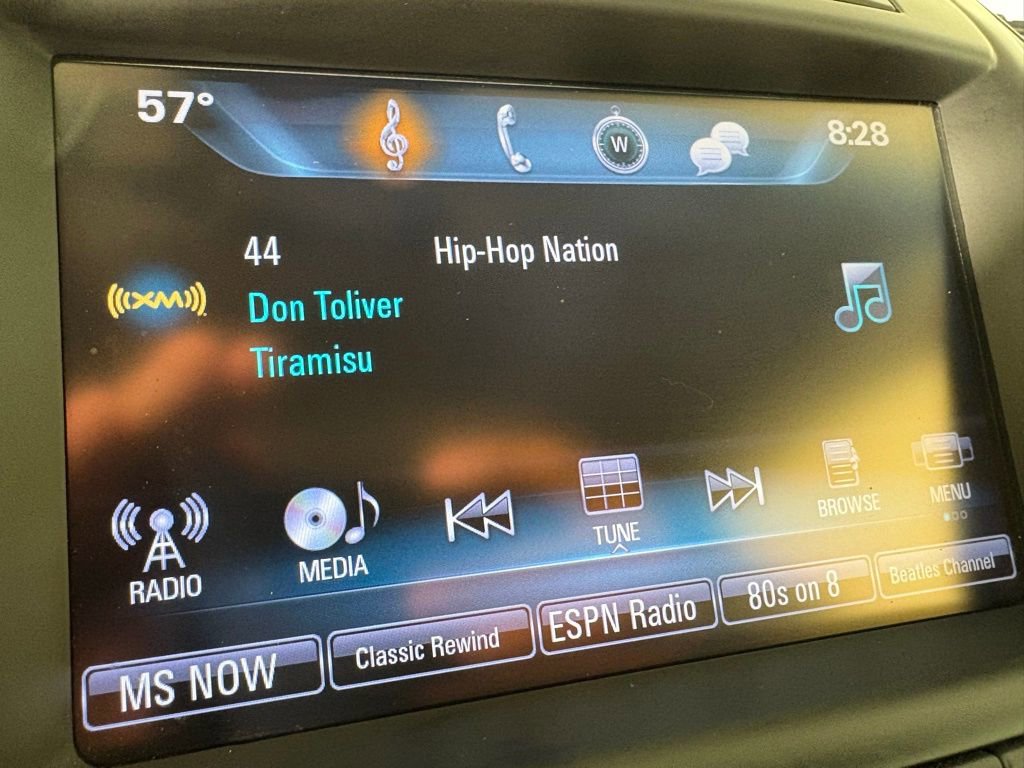 57°
W
8:28
44 Hip-Hop Nation
XM
Don Toliver
Tiramisu
RADIO
MEDIA
TUNE
BROWSE
MENU
MS NOW
Classic Rewind
ESPN Radio
80s on 8
Beatles Channel